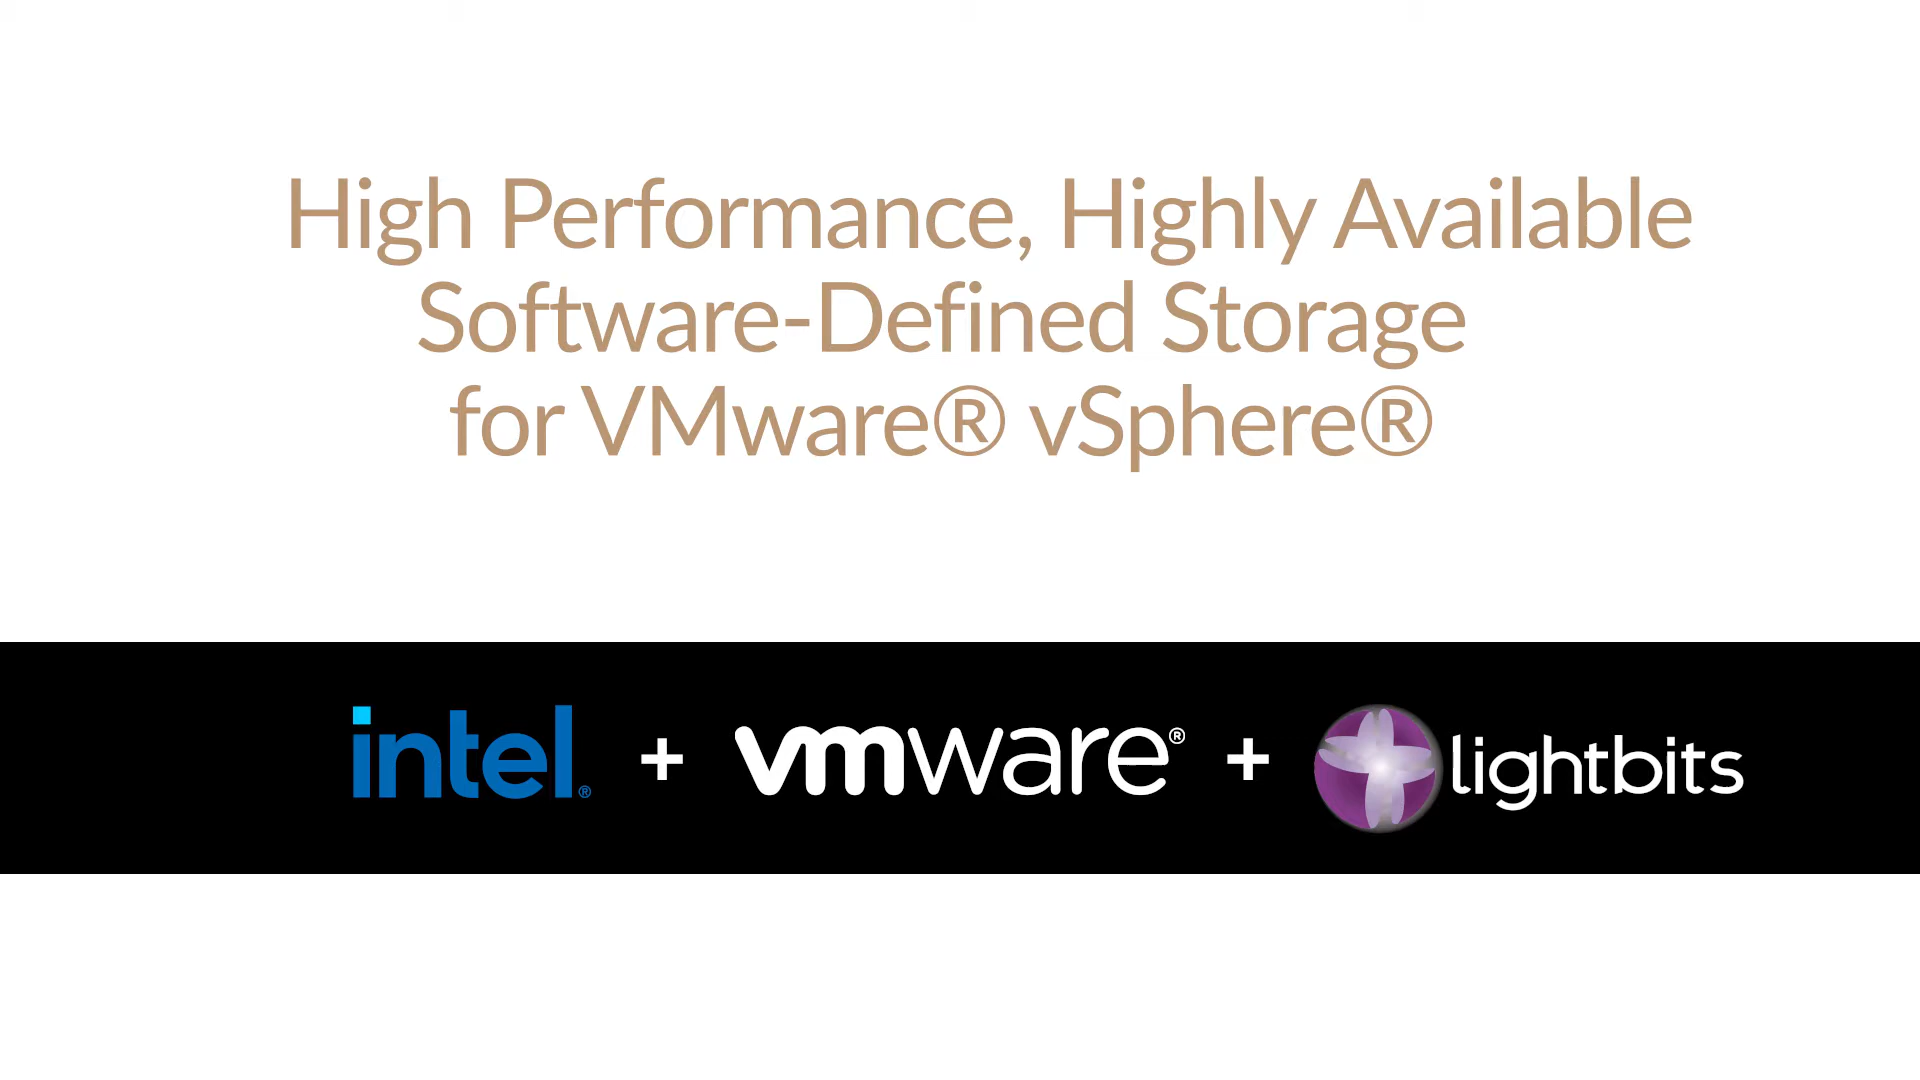 High Performance, Highly Available
Software-Defined Storage
for VMware® vSphere®
intel® + vmware® + lightbits